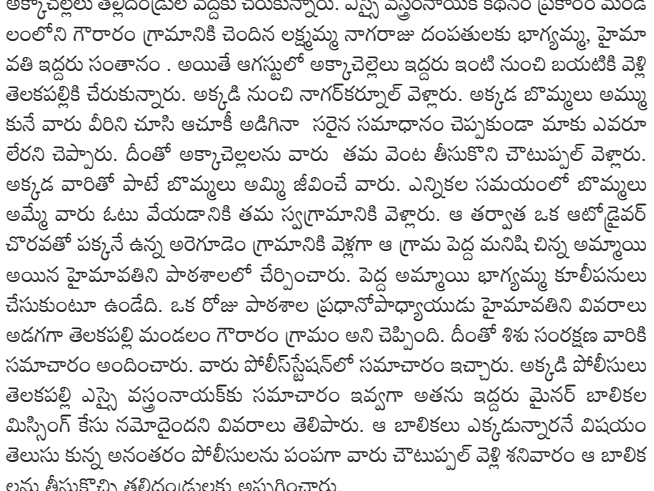 అక్కాచెల్లలు తల్లిదండ్రుల వద్దకు చేరుకున్నారు. ఎస్సై వస్త్రంనాయక్ కథనం ప్రకారం మండ
లంలోని గౌరారం గ్రామానికి చెందిన లక్ష్మమ్మ నాగరాజు దంపతులకు భాగ్యమ్మ, హైమా
వతి ఇద్దరు సంతానం . అయితే ఆగస్టులో అక్కాచెల్లెలు ఇద్దరు ఇంటి నుంచి బయటికి వెళ్లి
తెలకపల్లికి చేరుకున్నారు. అక్కడి నుంచి నాగర్‌కర్నూల్ వెళ్లారు. అక్కడ బొమ్మలు అమ్ము
కునే వారు వీరిని చూసి ఆచూకీ అడిగినా సరైన సమాధానం చెప్పకుండా మాకు ఎవరూ
లేరని చెప్పారు. దీంతో అక్కాచెల్లలను వారు తమ వెంట తీసుకొని చౌటుప్పల్ వెళ్లారు.
అక్కడ వారితో పాటే బొమ్మలు అమ్మి జీవించే వారు. ఎన్నికల సమయంలో బొమ్మలు
అమ్మే వారు ఓటు వేయడానికి తమ స్వగ్రామానికి వెళ్లారు. ఆ తర్వాత ఒక ఆటోడ్రైవర్
చొరవతో పక్కనే ఉన్న అరెగూడెం గ్రామానికి వెళ్లగా ఆ గ్రామ పెద్ద మనిషి చిన్న అమ్మాయి
అయిన హైమావతిని పాఠశాలలో చేర్పించారు. పెద్ద అమ్మాయి భాగ్యమ్మ కూలీపనులు
చేసుకుంటూ ఉండేది. ఒక రోజు పాఠశాల ప్రధానోపాధ్యాయుడు హైమావతిని వివరాలు
అడగగా తెలకపల్లి మండలం గౌరారం గ్రామం అని చెప్పింది. దీంతో శిశు సంరక్షణ వారికి
సమాచారం అందించారు. వారు పోలీస్‌స్టేషన్‌లో సమాచారం ఇచ్చారు. అక్కడి పోలీసులు
తెలకపల్లి ఎస్సై వస్త్రంనాయక్‌కు సమాచారం ఇవ్వగా అతను ఇద్దరు మైనర్ బాలికల
మిస్సింగ్ కేసు నమోదైందని వివరాలు తెలిపారు. ఆ బాలికలు ఎక్కడున్నారనే విషయం
తెలుసు కున్న అనంతరం పోలీసులను పంపగా వారు చౌటుప్పల్ వెళ్లి శనివారం ఆ బాలిక
లను తీసుకొచ్చి తల్లిదండ్రులకు అప్పగించారు.